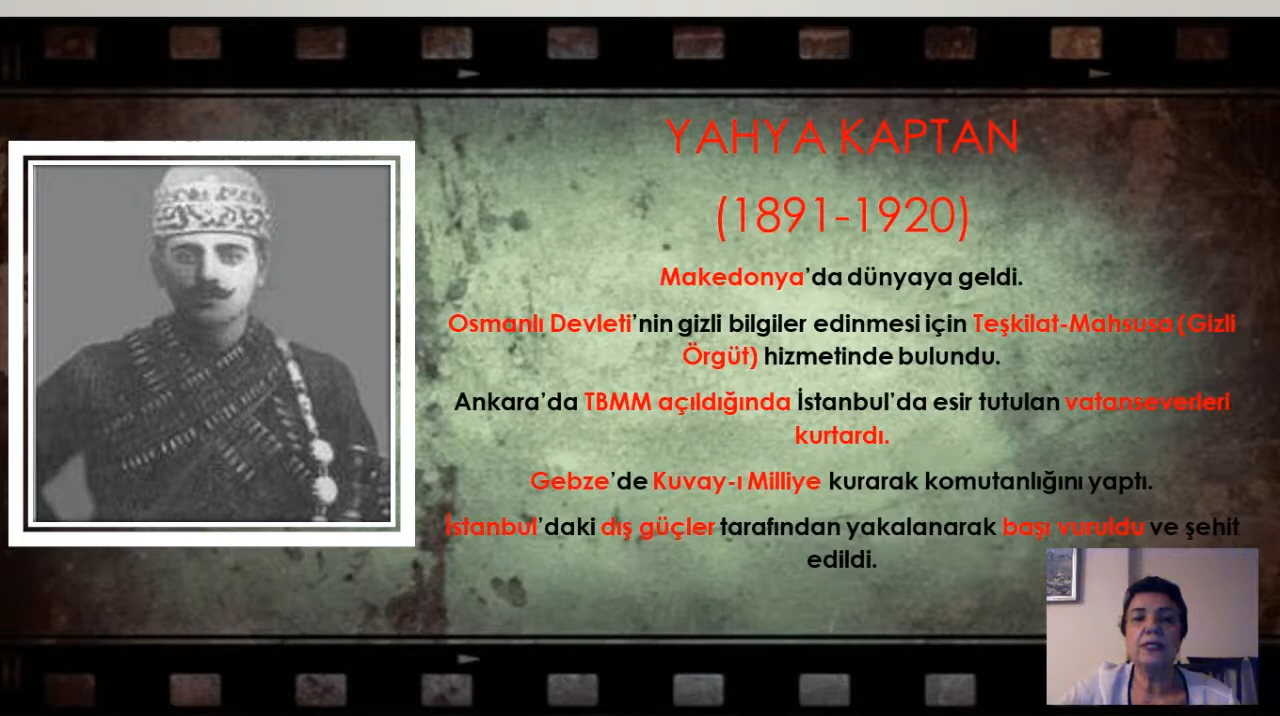 YAHYA KAPTAN
(1891-1920)
Makedonya’da dünyaya geldi.
Osmanlı Devleti’nin gizli bilgiler edinmesi için Teşkilat-Mahsusa (Gizli
Örgüt) hizmetinde bulundu.
Ankara’da TBMM açıldığında İstanbul’da esir tutulan vatanseverleri
kurtardı.
Gebze’de Kuvay-ı Milliye kurarak komutanlığını yaptı.
İstanbul’daki dış güçler tarafından yakalanarak başı vuruldu ve şehit
edildi.